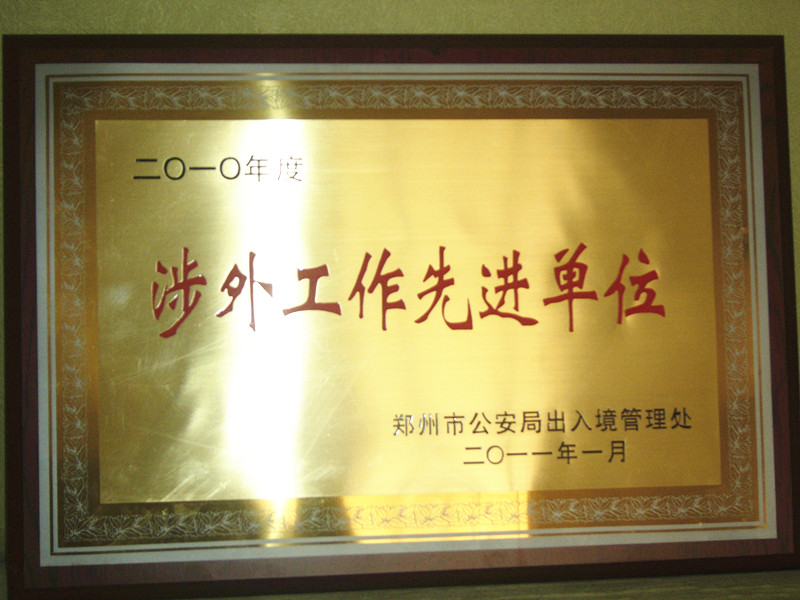 二〇一〇年度
涉外工作先进单位
郑州市公安局出入境管理处
二〇一一年一月